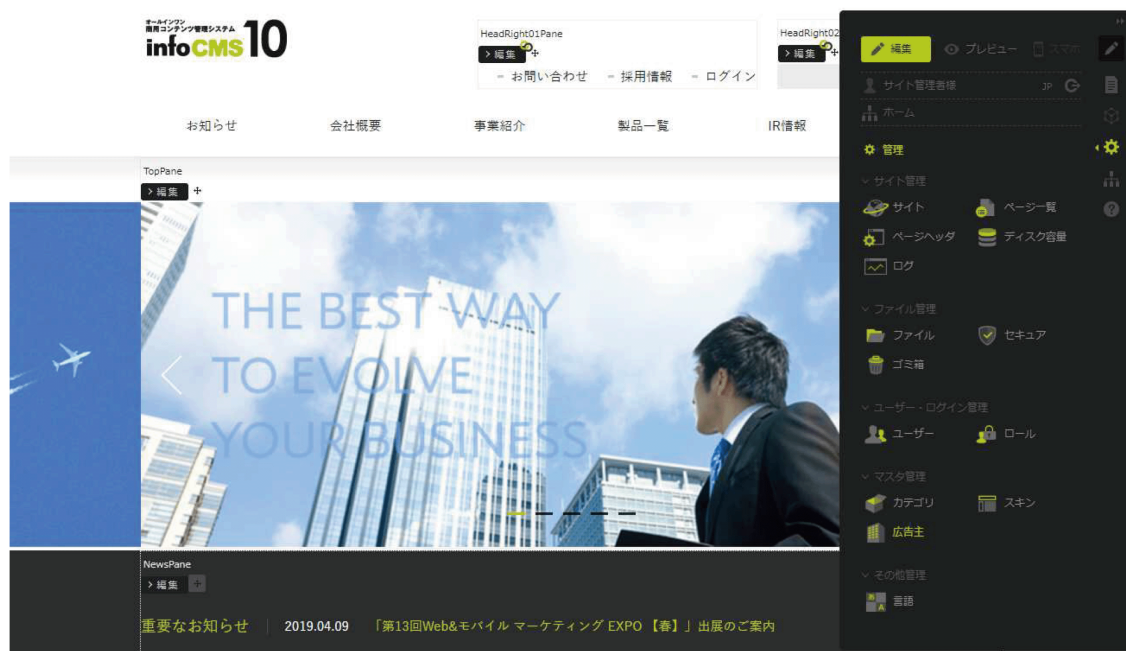 オールインワン
商用コンテンツ管理システム
infoCMS10
HeadRight01Pane
編集
お問い合わせ
採用情報
ログイン
HeadRight02
編集
お知らせ
会社概要
事業紹介
製品一覧
IR情報
TopPane
編集
THE BEST WAY
TO EVOLVE
YOUR BUSINESS
NewsPane
編集
重要なお知らせ
2019.04.09
「第13回Web&モバイル マーケティング EXPO 【春】」出展のご案内
編集
プレビュー
スマホ
サイト管理者様
JP
ホーム
管理
サイト管理
サイト
ページ一覧
ページヘッダ
ディスク容量
ログ
ファイル管理
ファイル
セキュア
ゴミ箱
ユーザー・ログイン管理
ユーザー
ロール
マスタ管理
カテゴリ
スキン
広告主
その他管理
言語